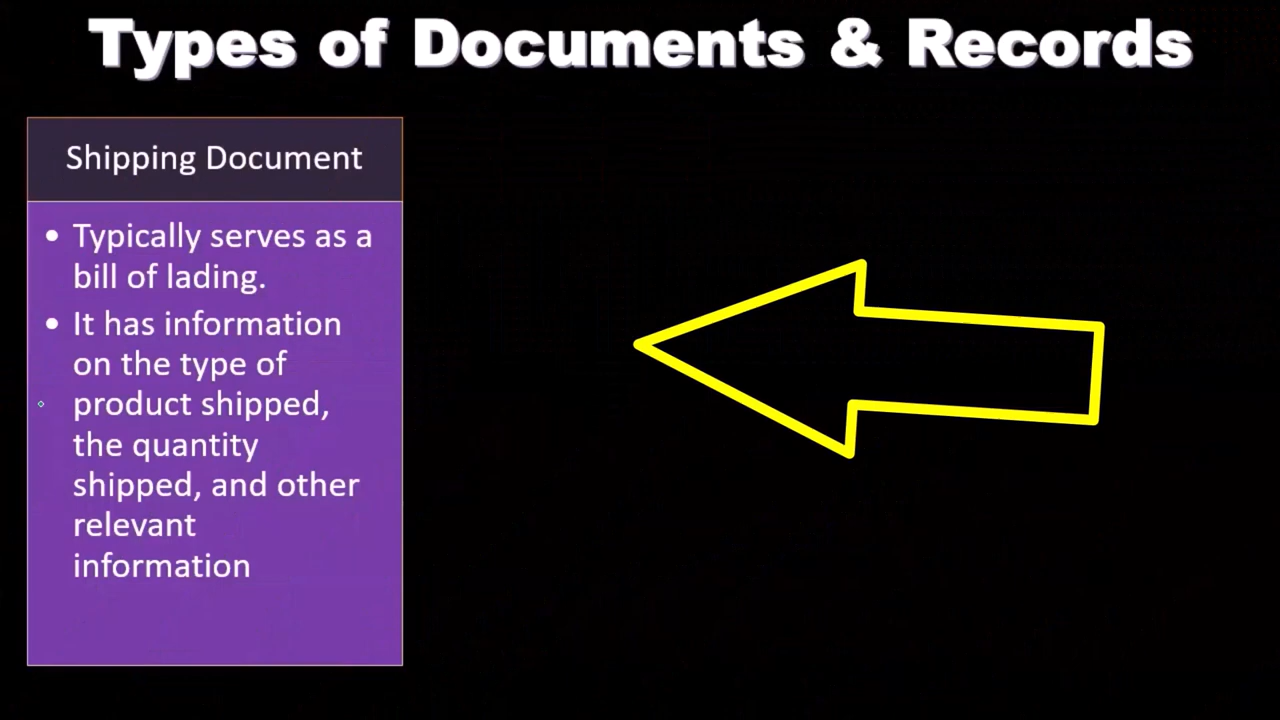 Types of Documents & Records
Shipping Document
• Typically serves as a
bill of lading.
• It has information
on the type of
product shipped,
the quantity
shipped, and other
relevant
information